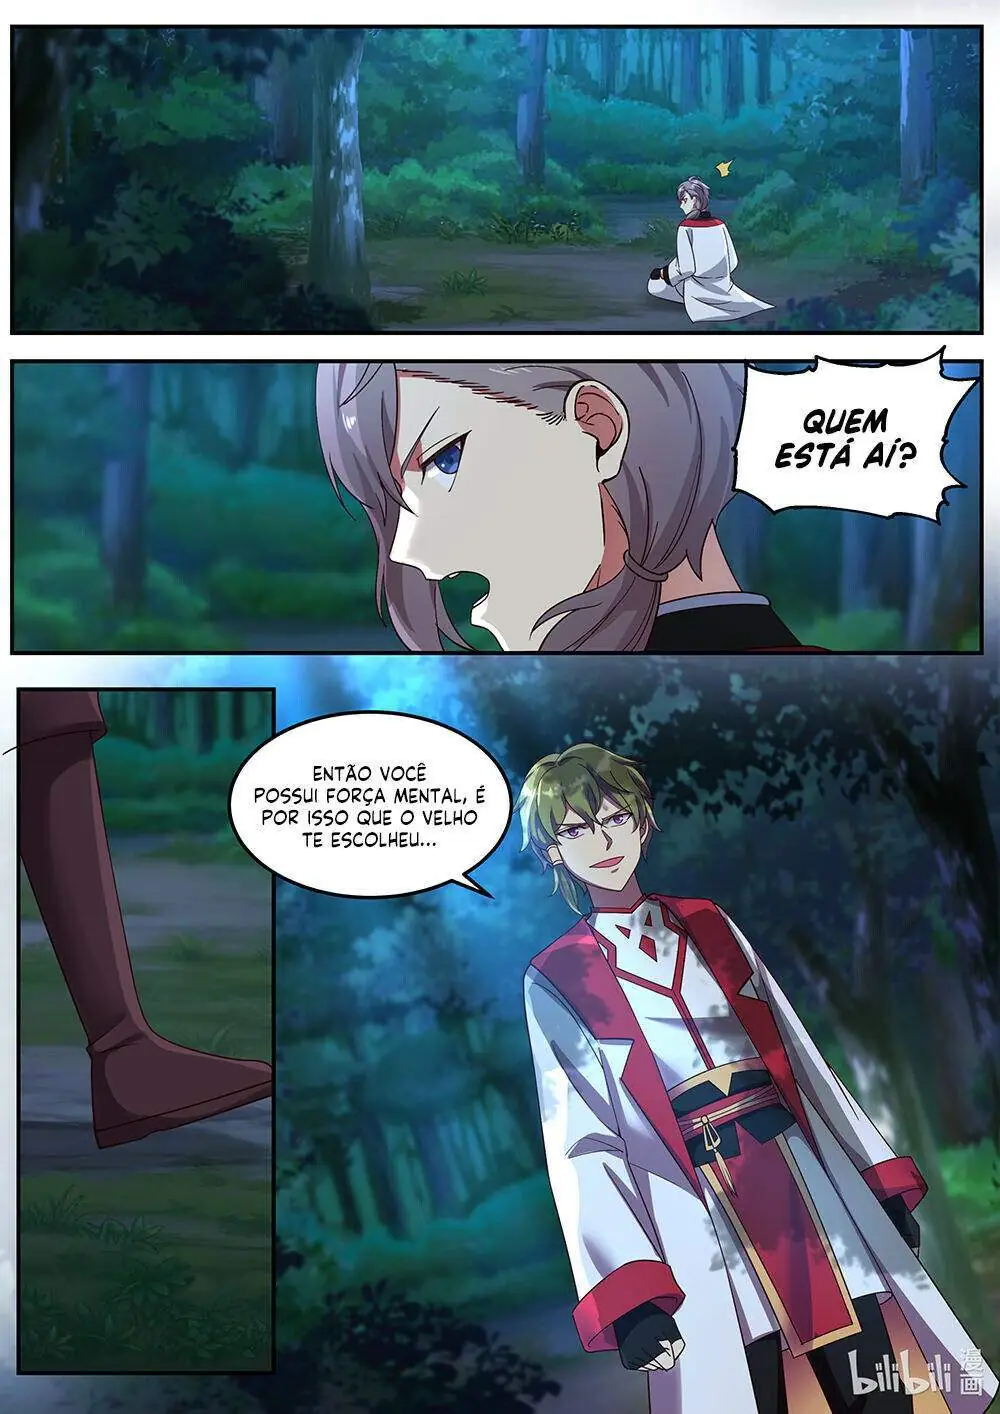 QUEM
ESTÁ AÍ?
ENTÃO VOCÊ
POSSUI FORÇA MENTAL, É
POR ISSO QUE O VELHO
TE ESCOLHEU...
bilibili 漫画